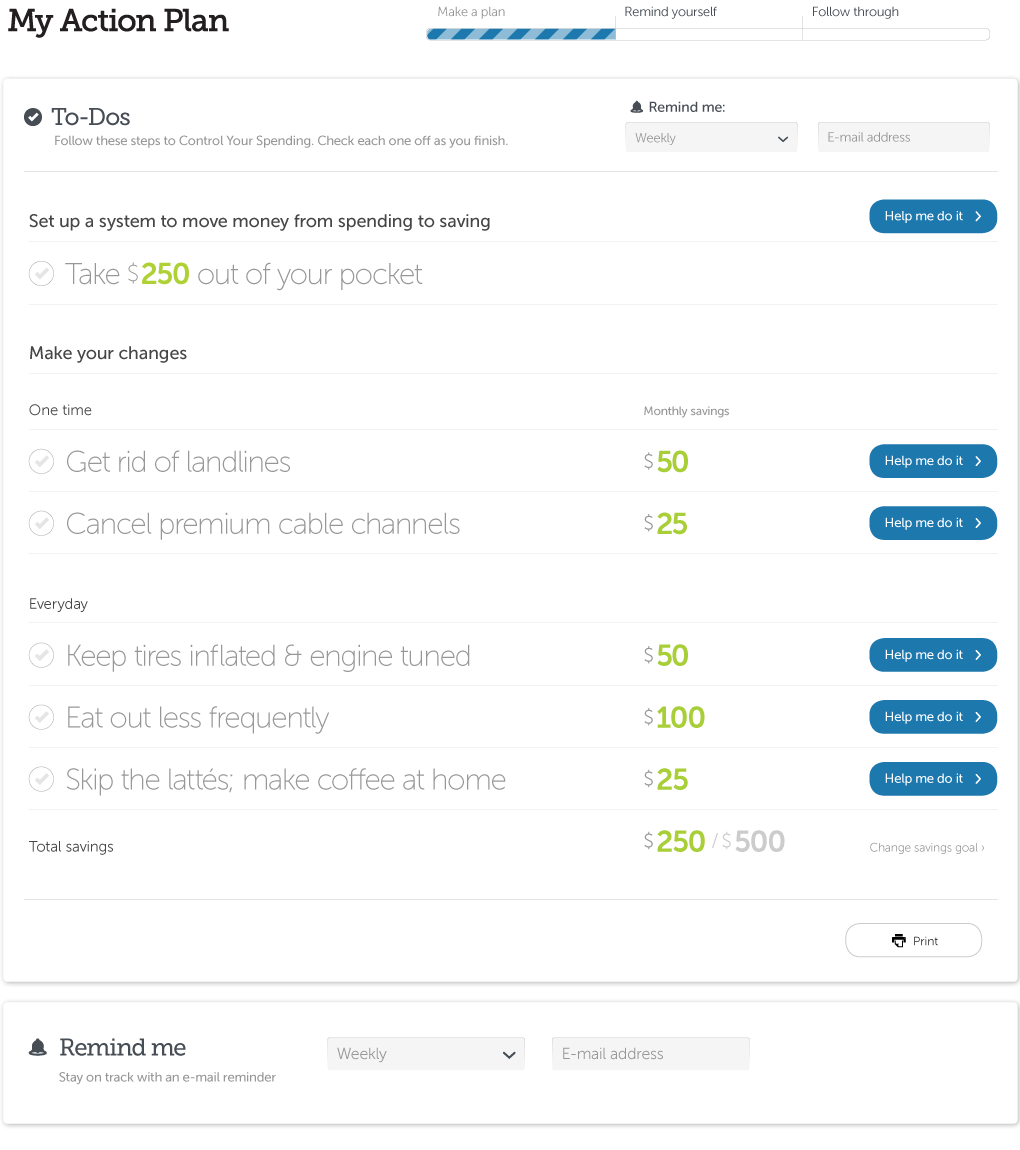 My Action Plan
Make a plan
Remind yourself
Follow through
To-Dos
Follow these steps to Control Your Spending. Check each one off as you finish.
Remind me:
Weekly
E-mail address
Set up a system to move money from spending to saving
Help me do it
Take $250 out of your pocket
Make your changes
One time
Monthly savings
Get rid of landlines
$50
Help me do it
Cancel premium cable channels
$25
Help me do it
Everyday
Keep tires inflated & engine tuned
$50
Help me do it
Eat out less frequently
$100
Help me do it
Skip the lattés; make coffee at home
$25
Help me do it
Total savings
$250 / $500
Change savings goal ›
Print
Remind me
Stay on track with an e-mail reminder
Weekly
E-mail address